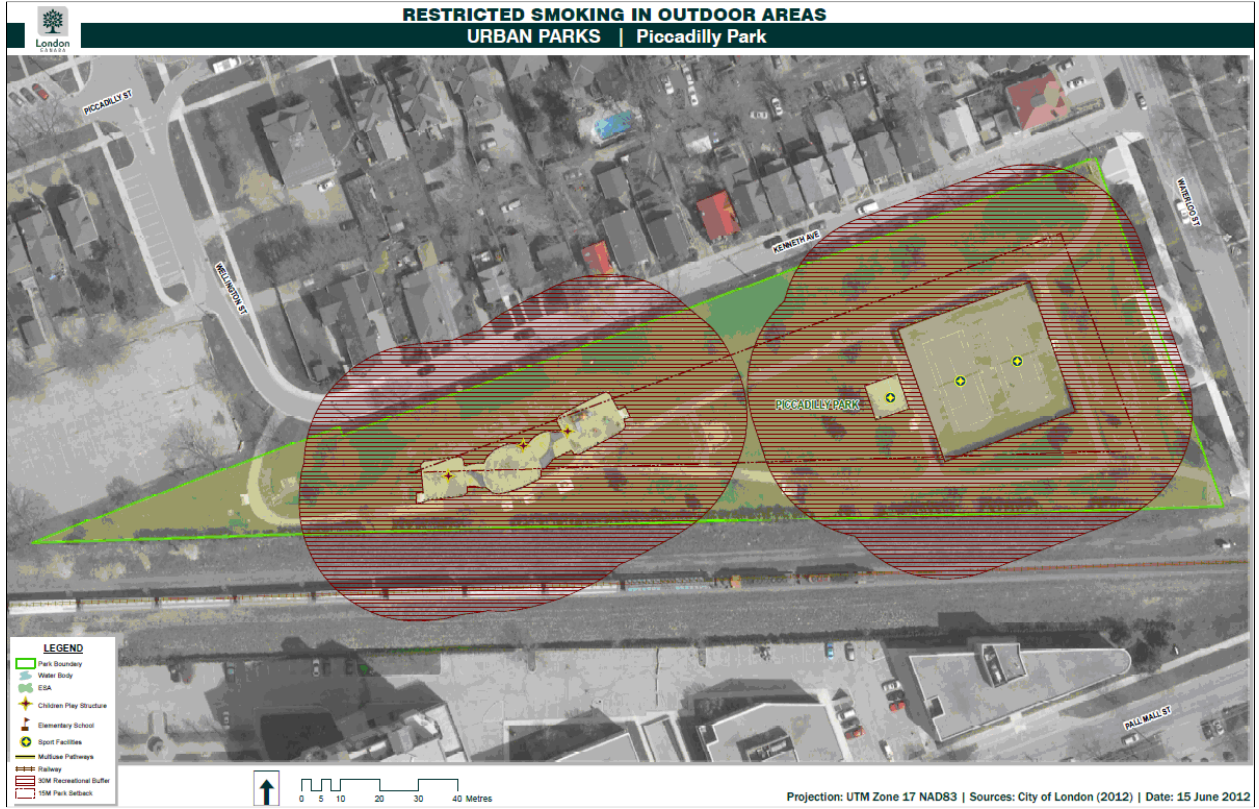 RESTRICTED SMOKING IN OUTDOOR AREAS
URBAN PARKS | Piccadilly Park
London
CANADA
PICCADILLY ST
WELLINGTON ST
KENNETH AVE
WATERLOO ST
PICCADILLY PARK
PALL MALL ST
LEGEND
Park Boundary
Water Body
ESA
Children Play Structure
Elementary School
Sport Facilities
Multiuse Pathways
Railway
30M Recreational Buffer
15M Park Setback
0 5 10 20 30 40 Metres
Projection: UTM Zone 17 NAD83 | Sources: City of London (2012) | Date: 15 June 2012